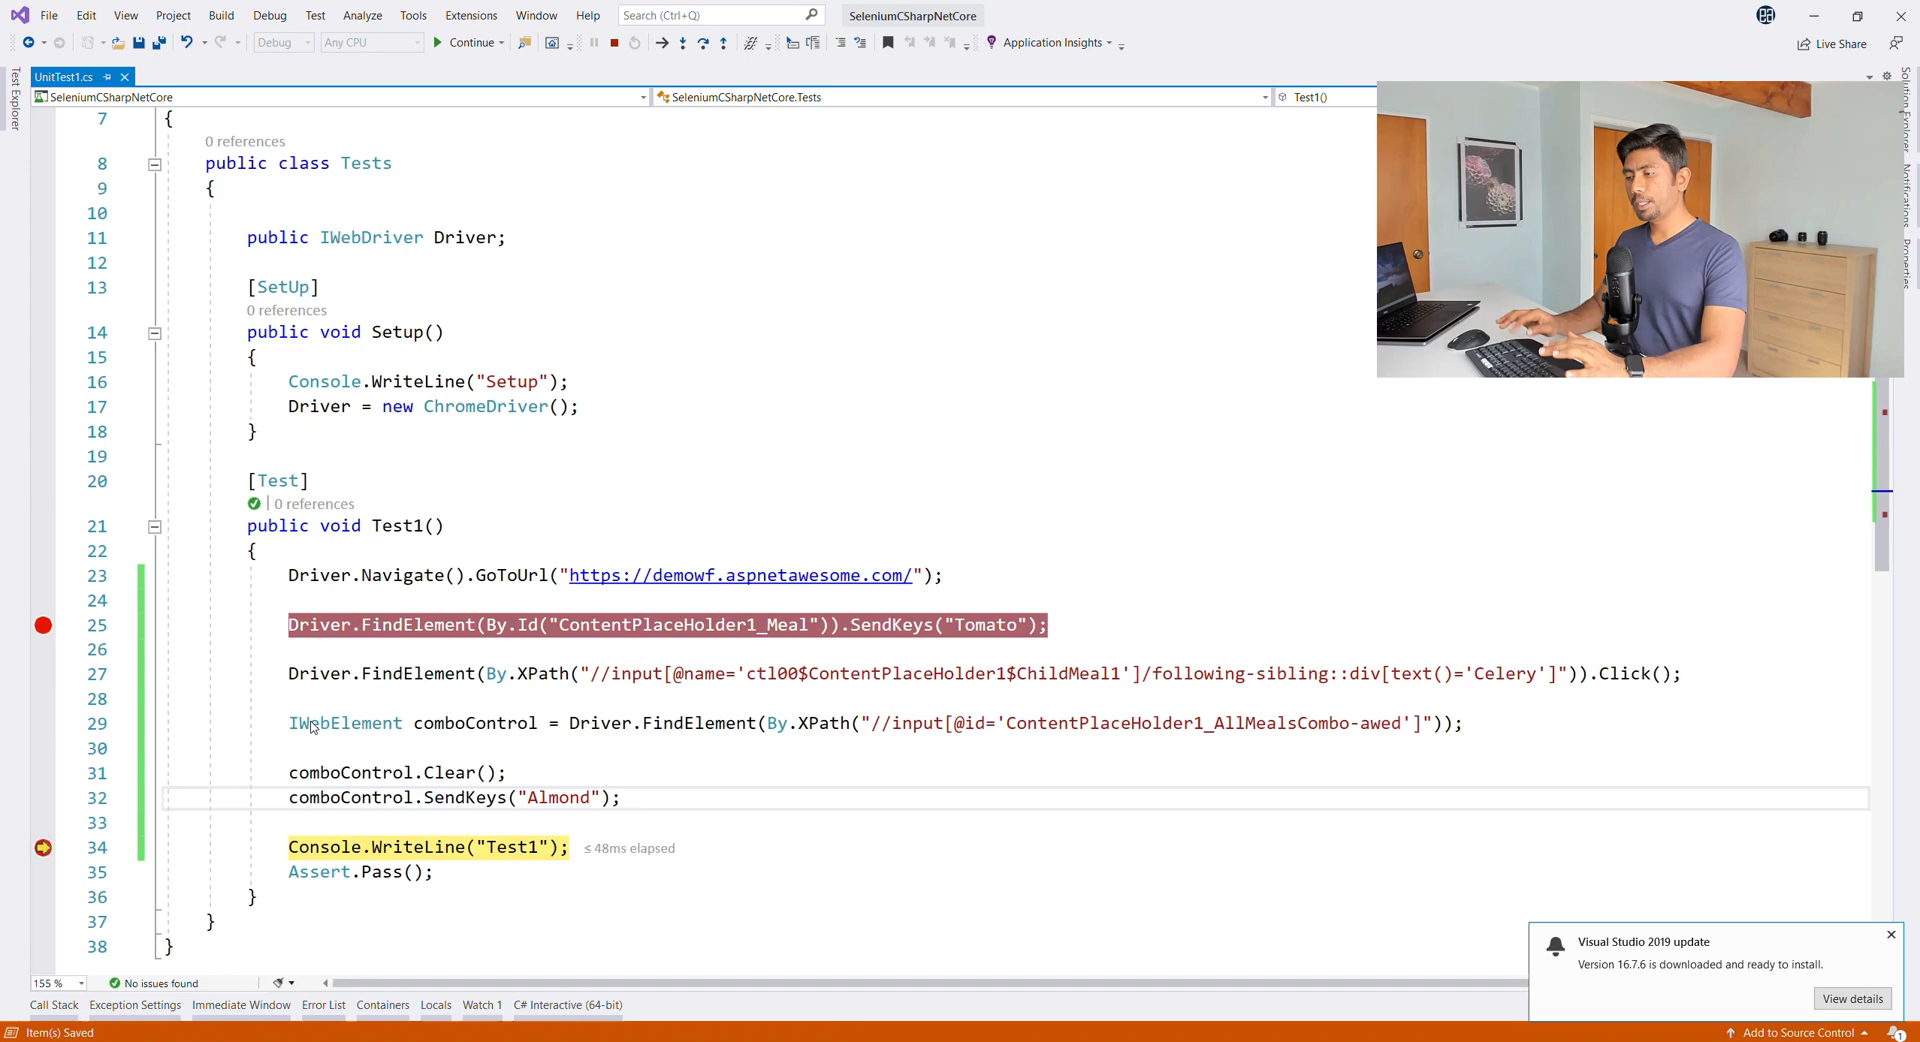 File Edit View Project Build Debug Test Analyze Tools Extensions Window Help Search (Ctrl+Q) SeleniumCSharpNetCore
Debug Any CPU Continue Application Insights Live Share
UnitTest1.cs
SeleniumCSharpNetCore SeleniumCSharpNetCore.Tests Test1()
Test Explorer
Solution Explorer
Notifications
Properties
7 {
0 references
8 public class Tests
9 {
10
11 public IWebDriver Driver;
12
13 [SetUp]
0 references
14 public void Setup()
15 {
16 Console.WriteLine("Setup");
17 Driver = new ChromeDriver();
18 }
19
20 [Test]
0 references
21 public void Test1()
22 {
23 Driver.Navigate().GoToUrl("https://demowf.aspnetawesome.com/");
24
25 Driver.FindElement(By.Id("ContentPlaceHolder1_Meal")).SendKeys("Tomato");
26
27 Driver.FindElement(By.XPath("//input[@name='ctl00$ContentPlaceHolder1$ChildMeal1']/following-sibling::div[text()='Celery']")).Click();
28
29 IWebElement comboControl = Driver.FindElement(By.XPath("//input[@id='ContentPlaceHolder1_AllMealsCombo-awed']"));
30
31 comboControl.Clear();
32 comboControl.SendKeys("Almond");
33
34 Console.WriteLine("Test1"); ≤ 48ms elapsed
35 Assert.Pass();
36 }
37 }
38 }
Visual Studio 2019 update
Version 16.7.6 is downloaded and ready to install.
View details
155 % No issues found
Call Stack Exception Settings Immediate Window Error List Containers Locals Watch 1 C# Interactive (64-bit)
Item(s) Saved Add to Source Control 1